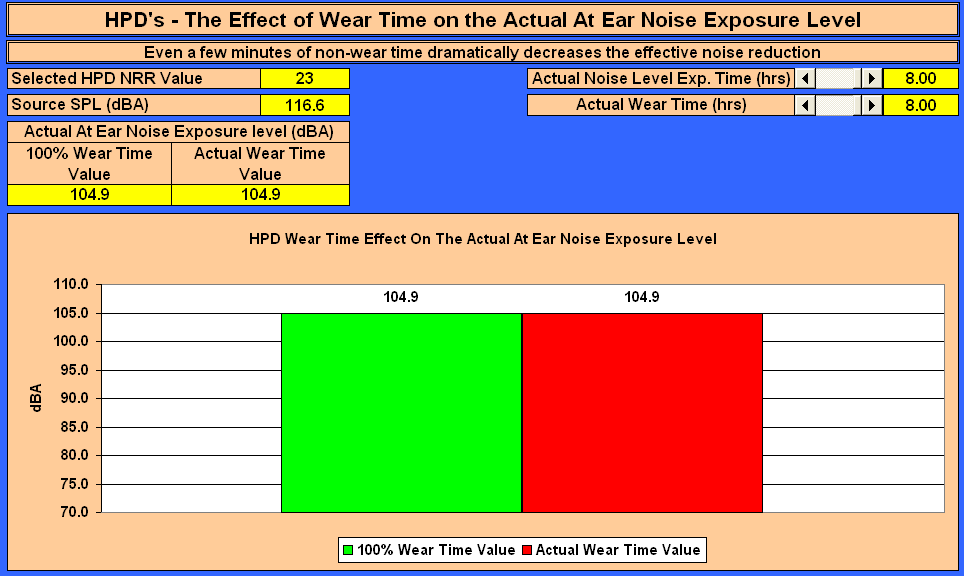 HPD's - The Effect of Wear Time on the Actual At Ear Noise Exposure Level
Even a few minutes of non-wear time dramatically decreases the effective noise reduction
Selected HPD NRR Value 23
Actual Noise Level Exp. Time (hrs) 8.00
Source SPL (dBA) 116.6
Actual Wear Time (hrs) 8.00
Actual At Ear Noise Exposure level (dBA)
100% Wear Time Value
Actual Wear Time Value
104.9 104.9
HPD Wear Time Effect On The Actual At Ear Noise Exposure Level
dBA
110.0
105.0
100.0
95.0
90.0
85.0
80.0
75.0
70.0
104.9 104.9
100% Wear Time Value Actual Wear Time Value